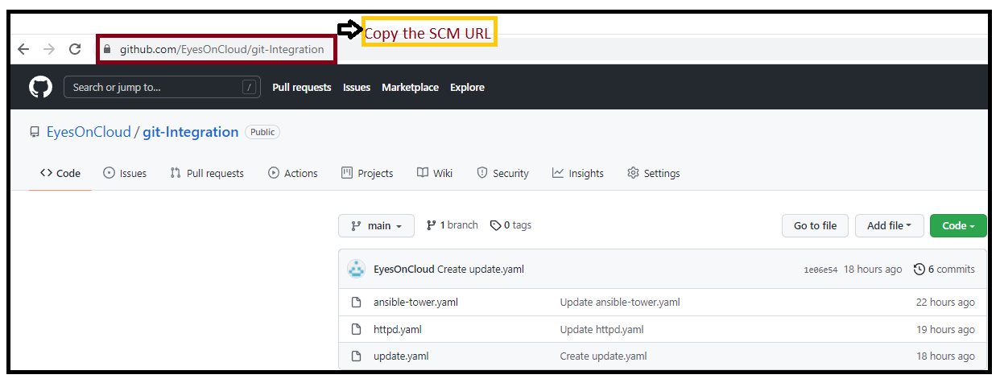 Copy the SCM URL
github.com/EyesOnCloud/git-Integration
Search or jump to... / Pull requests Issues Marketplace Explore
EyesOnCloud / git-Integration Public
<> Code Issues Pull requests Actions Projects Wiki Security Insights Settings
main 1 branch 0 tags Go to file Add file Code
EyesOnCloud Create update.yaml 1e06e54 18 hours ago 6 commits
ansible-tower.yaml Update ansible-tower.yaml 22 hours ago
httpd.yaml Update httpd.yaml 19 hours ago
update.yaml Create update.yaml 18 hours ago